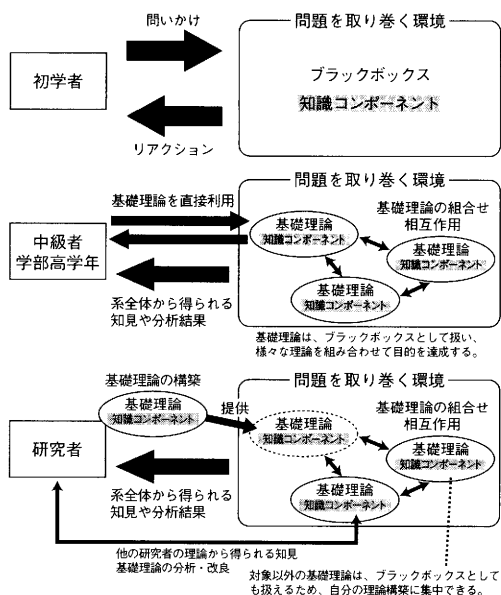 問いかけ
問題を取り巻く環境
初学者
ブラックボックス
知識コンポーネント
リアクション
問題を取り巻く環境
基礎理論を直接利用
中級者
学部高学年
基礎理論
知識コンポーネント
基礎理論の組合せ
相互作用
基礎理論
知識コンポーネント
基礎理論
知識コンポーネント
系全体から得られる
知見や分析結果
基礎理論は、ブラックボックスとして扱い、
様々な理論を組み合わせて目的を達成する。
基礎理論の構築
問題を取り巻く環境
基礎理論
知識コンポーネント
提供
研究者
基礎理論
知識コンポーネント
基礎理論の組合せ
相互作用
基礎理論
知識コンポーネント
基礎理論
知識コンポーネント
系全体から得られる
知見や分析結果
他の研究者の理論から得られる知見
基礎理論の分析・改良
対象以外の基礎理論は、ブラックボックスとして
も扱えるため、自分の理論構築に集中できる。